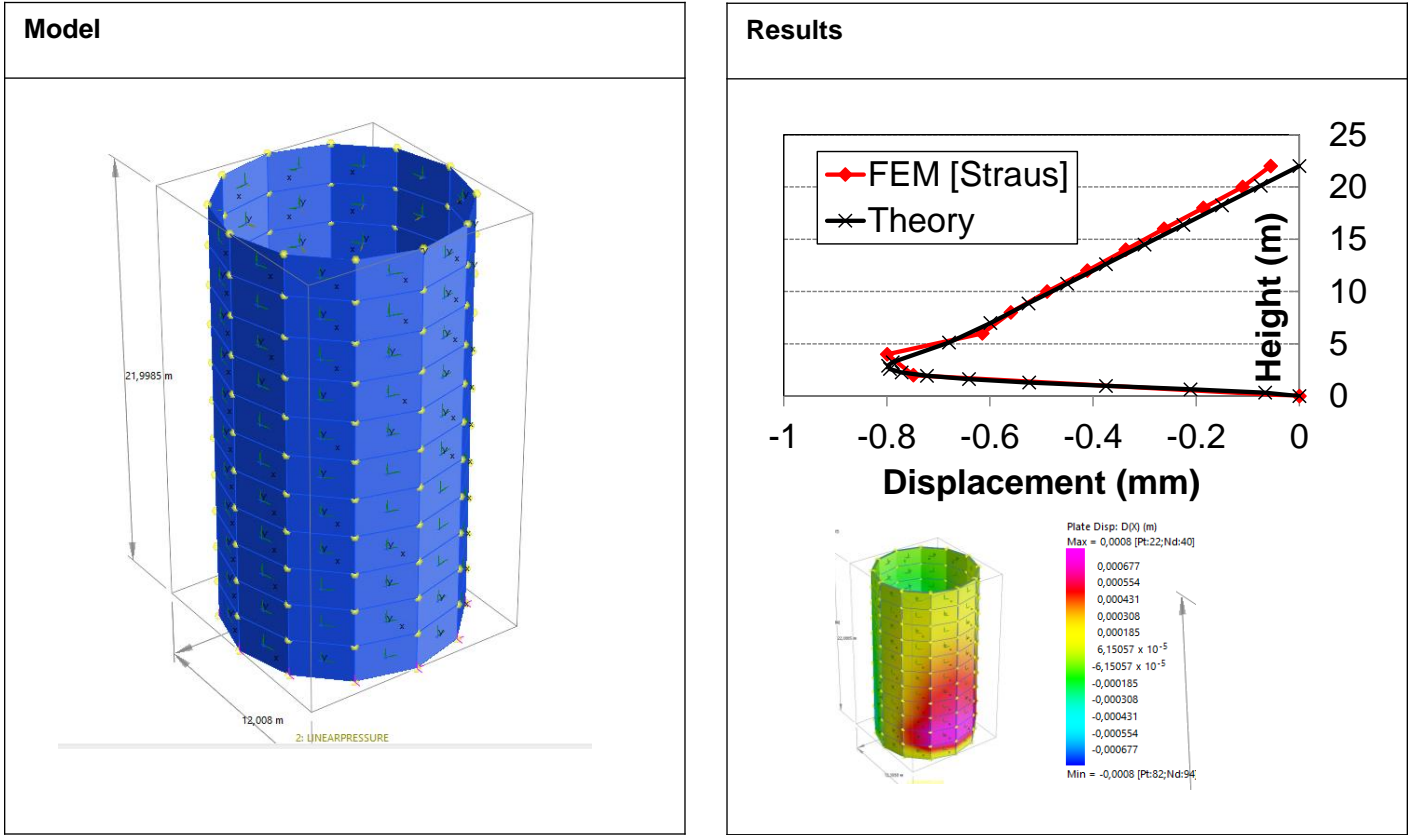 Model
21,9985 m
12,008 m
2: LINEARPRESSURE
Results
FEM [Straus]
Theory
25
20
15
10
5
0
Height (m)
-1 -0.8 -0.6 -0.4 -0.2 0
Displacement (mm)
Plate Disp: D(X) (m)
Max = 0,0008 [Pt:22;Nd:40]
0,000677
0,000554
0,000431
0,000308
0,000185
6,15057 x 10-5
-6,15057 x 10-5
-0,000185
-0,000308
-0,000431
-0,000554
-0,000677
Min = -0,0008 [Pt:82;Nd:94]